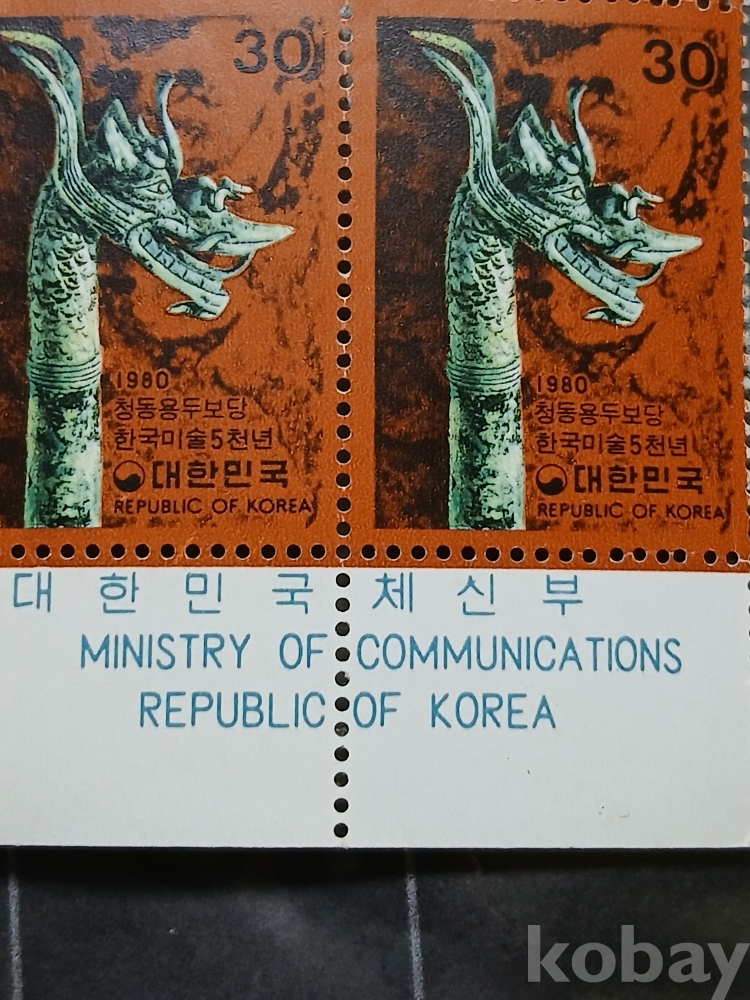 30
1980
청동용두보당
한국미술5천년
대한민국
REPUBLIC OF KOREA
30
1980
청동용두보당
한국미술5천년
대한민국
REPUBLIC OF KOREA
대한민국 체신부
MINISTRY OF COMMUNICATIONS
REPUBLIC OF KOREA
kobay